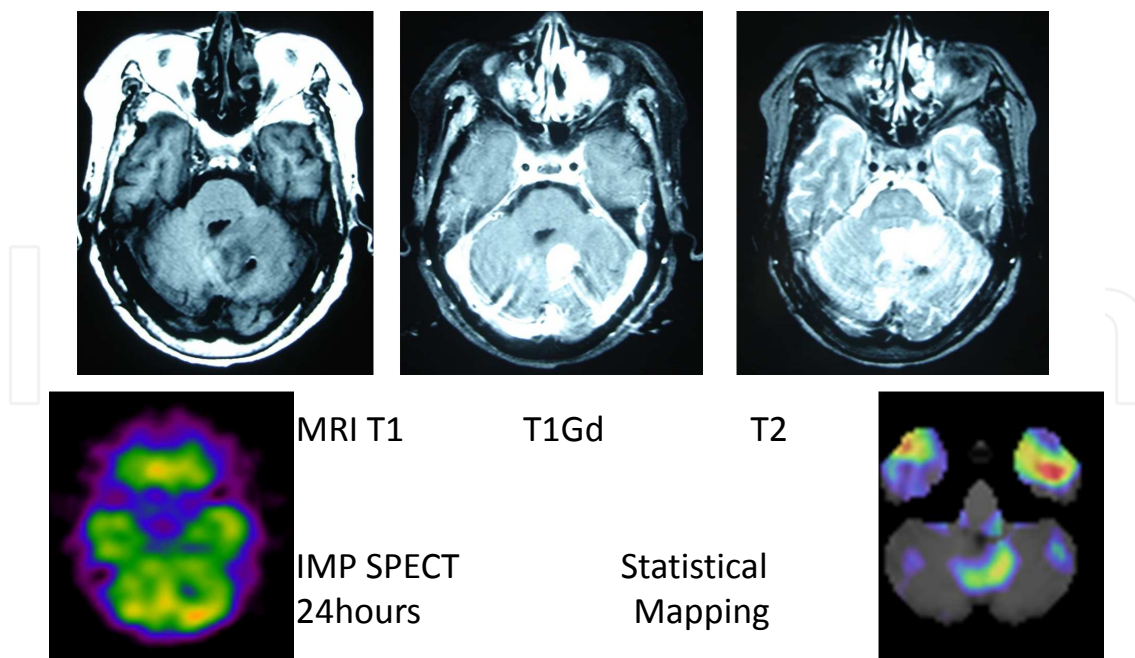 MRI T1
T1Gd
T2
IMP SPECT
24hours
Statistical
Mapping